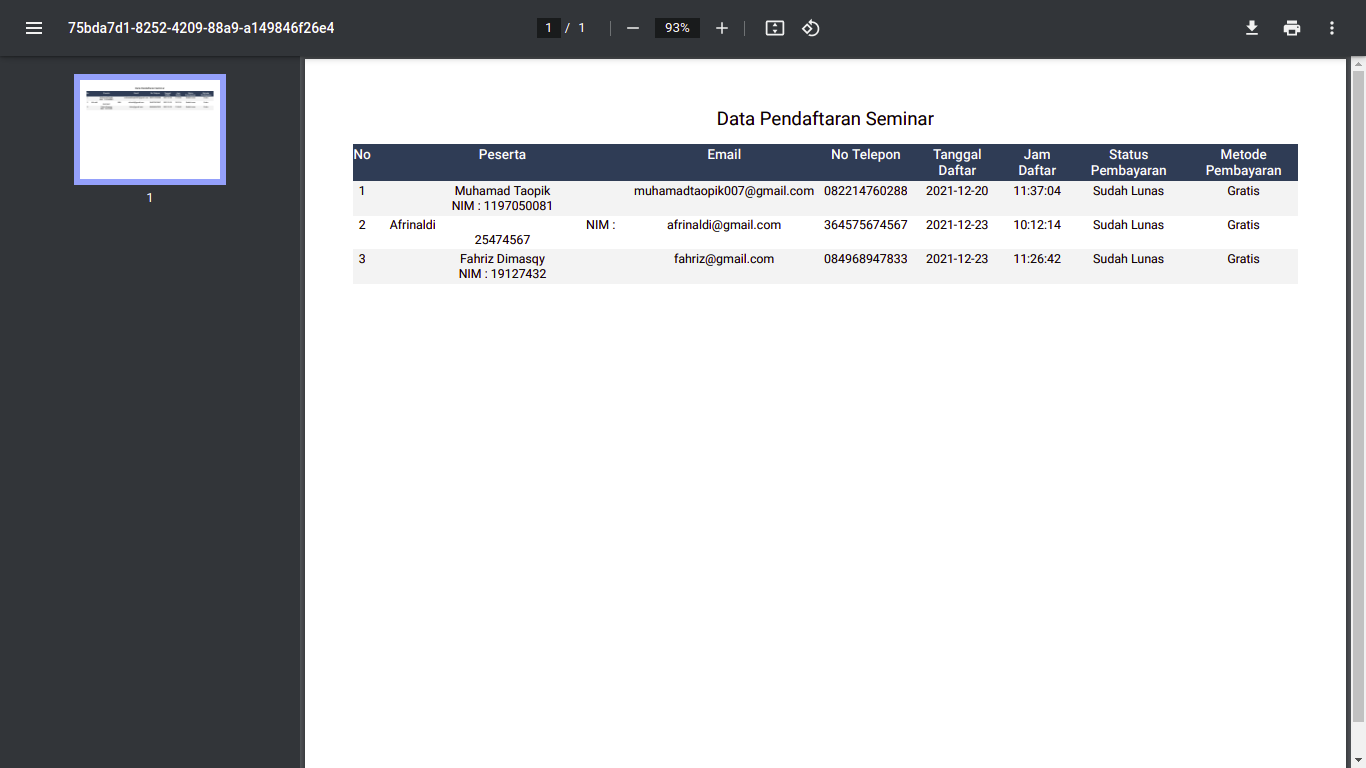 75bda7d1-8252-4209-88a9-a149846f26e4
1 / 1
93%
1
Data Pendaftaran Seminar
No Peserta Email No Telepon Tanggal Daftar Jam Daftar Status Pembayaran Metode Pembayaran
1 Muhamad Taopik muhamadtaopik007@gmail.com 082214760288 2021-12-20 11:37:04 Sudah Lunas Gratis
NIM : 1197050081
2 Afrinaldi NIM : afrinaldi@gmail.com 364575674567 2021-12-23 10:12:14 Sudah Lunas Gratis
25474567
3 Fahriz Dimasqy fahriz@gmail.com 084968947833 2021-12-23 11:26:42 Sudah Lunas Gratis
NIM : 19127432